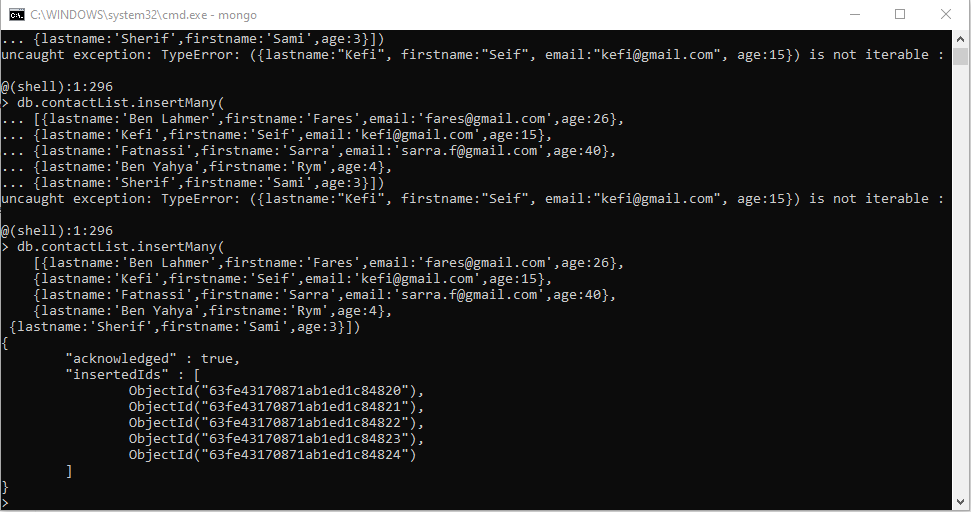 C:\WINDOWS\system32\cmd.exe - mongo
... {lastname:'Sherif',firstname:'Sami',age:3}])
uncaught exception: TypeError: ({lastname:"Kefi", firstname:"Seif", email:"kefi@gmail.com", age:15}) is not iterable :
@(shell):1:296
> db.contactList.insertMany(
... [{lastname:'Ben Lahmer',firstname:'Fares',email:'fares@gmail.com',age:26},
... {lastname:'Kefi',firstname:'Seif',email:'kefi@gmail.com',age:15},
... {lastname:'Fatnassi',firstname:'Sarra',email:'sarra.f@gmail.com',age:40},
... {lastname:'Ben Yahya',firstname:'Rym',age:4},
... {lastname:'Sherif',firstname:'Sami',age:3}])
uncaught exception: TypeError: ({lastname:"Kefi", firstname:"Seif", email:"kefi@gmail.com", age:15}) is not iterable :
@(shell):1:296
> db.contactList.insertMany(
[{lastname:'Ben Lahmer',firstname:'Fares',email:'fares@gmail.com',age:26},
{lastname:'Kefi',firstname:'Seif',email:'kefi@gmail.com',age:15},
{lastname:'Fatnassi',firstname:'Sarra',email:'sarra.f@gmail.com',age:40},
{lastname:'Ben Yahya',firstname:'Rym',age:4},
{lastname:'Sherif',firstname:'Sami',age:3}])
{
"acknowledged" : true,
"insertedIds" : [
ObjectId("63fe43170871ab1ed1c84820"),
ObjectId("63fe43170871ab1ed1c84821"),
ObjectId("63fe43170871ab1ed1c84822"),
ObjectId("63fe43170871ab1ed1c84823"),
ObjectId("63fe43170871ab1ed1c84824")
]
}
>